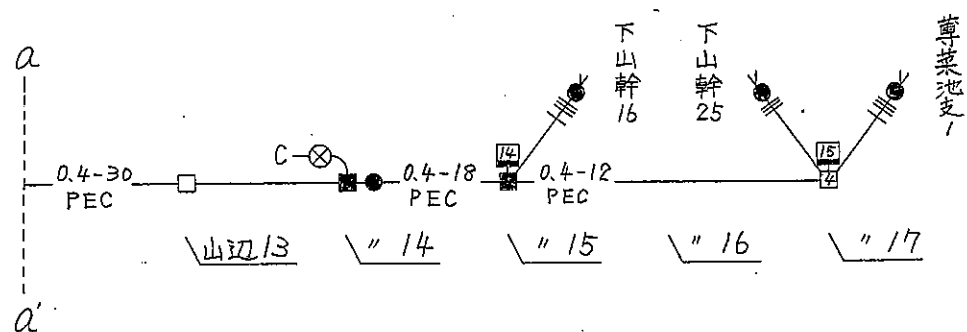 a
下山幹16
下山幹25
蓴菜池支1
C
14
15
0.4-30
PEC
0.4-18
PEC
0.4-12
PEC
4
山辺13
〃 14
〃 15
〃 16
〃 17
a'